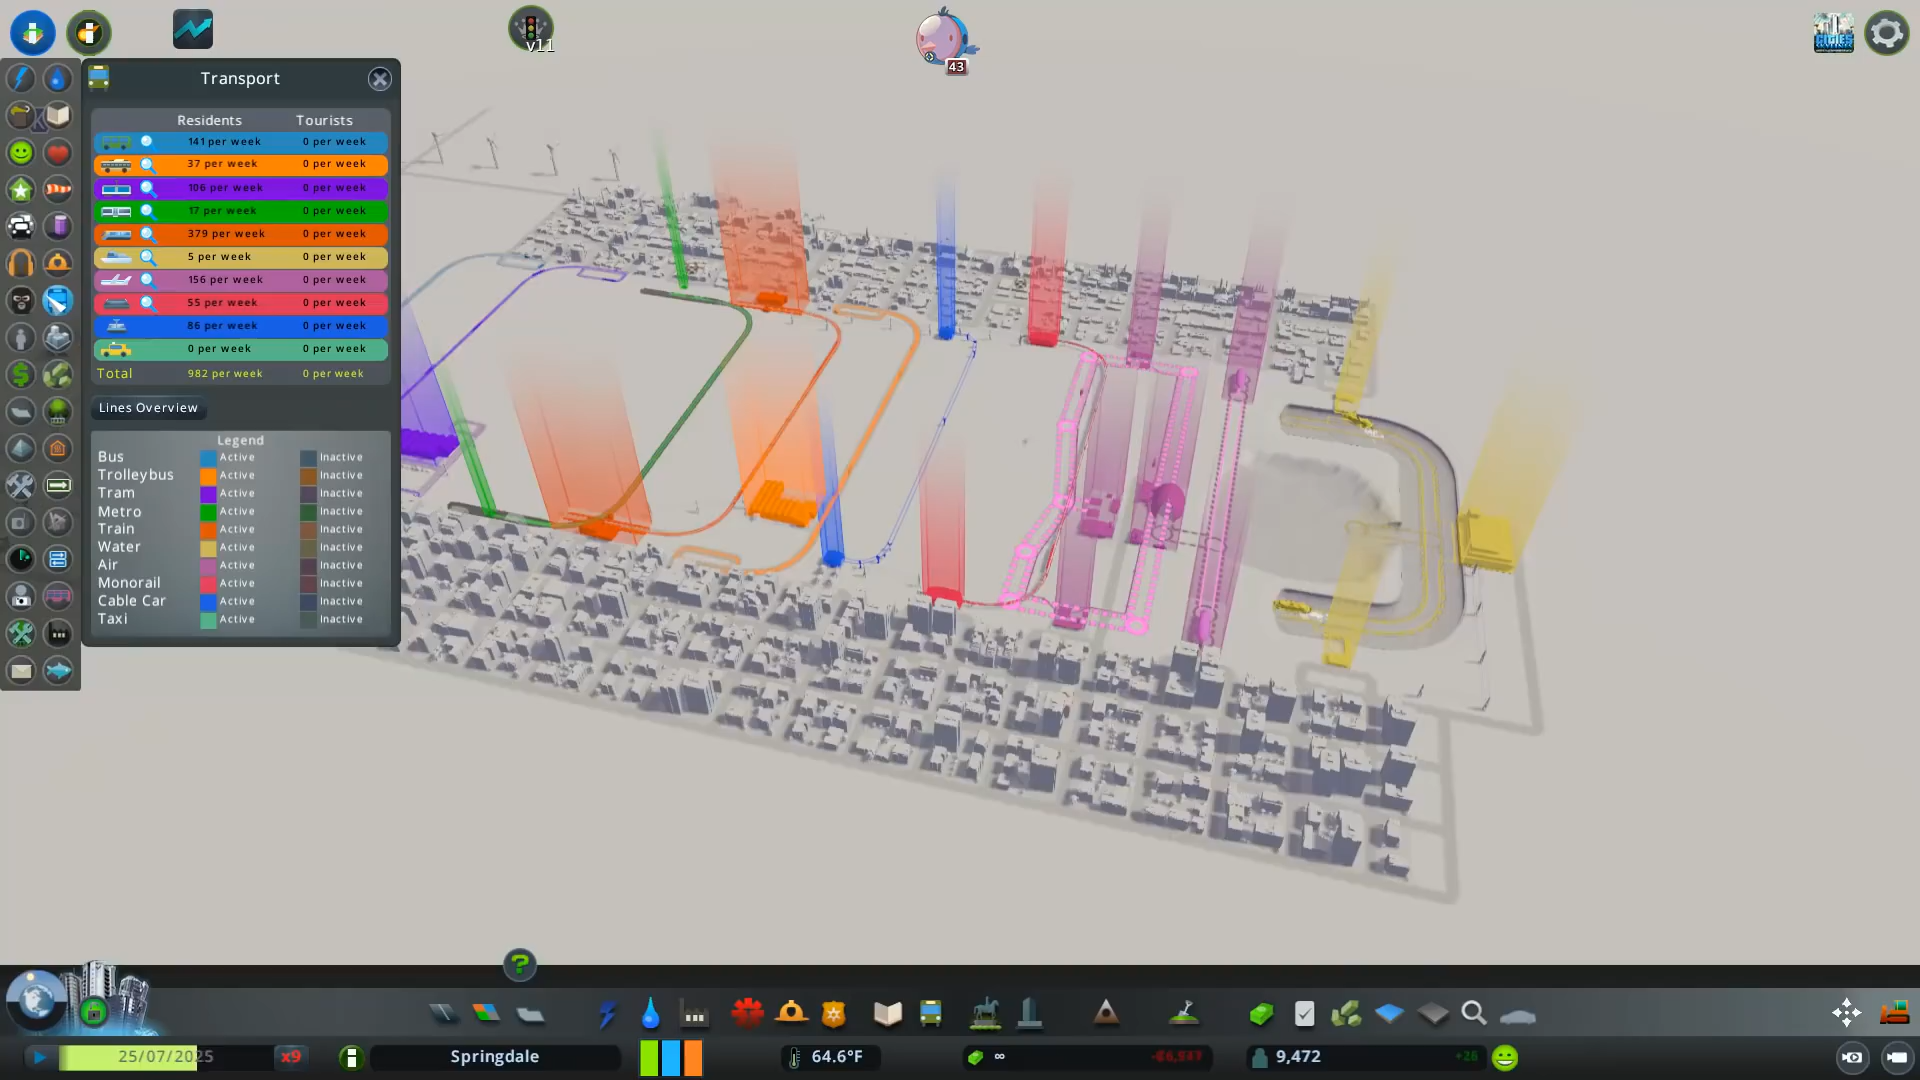 v11
43
Transport
Residents Tourists
141 per week 0 per week
37 per week 0 per week
106 per week 0 per week
17 per week 0 per week
379 per week 0 per week
5 per week 0 per week
156 per week 0 per week
55 per week 0 per week
86 per week 0 per week
0 per week 0 per week
Total 982 per week 0 per week
Lines Overview
Legend
Bus Active Inactive
Trolleybus Active Inactive
Tram Active Inactive
Metro Active Inactive
Train Active Inactive
Water Active Inactive
Air Active Inactive
Monorail Active Inactive
Cable Car Active Inactive
Taxi Active Inactive
?
25/07/2025 x9 Springdale 64.6°F ∞ 9,472 +26